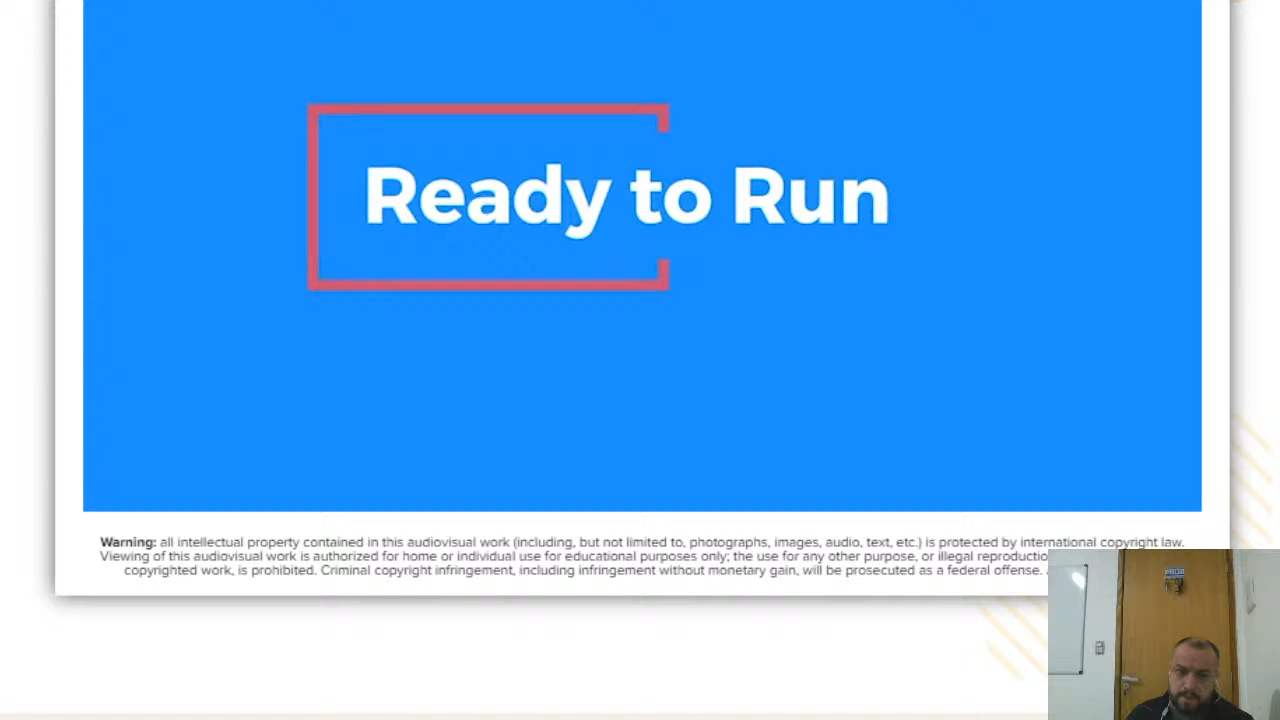 Ready to Run
Warning: all intellectual property contained in this audiovisual work (including, but not limited to, photographs, images, audio, text, etc.) is protected by international copyright law.
Viewing of this audiovisual work is authorized for home or individual use for educational purposes only; the use for any other purpose, or illegal
copyrighted work, is prohibited. Criminal copyright infringement, including infringement without monetary gain, will be prosecuted as a federal offense.